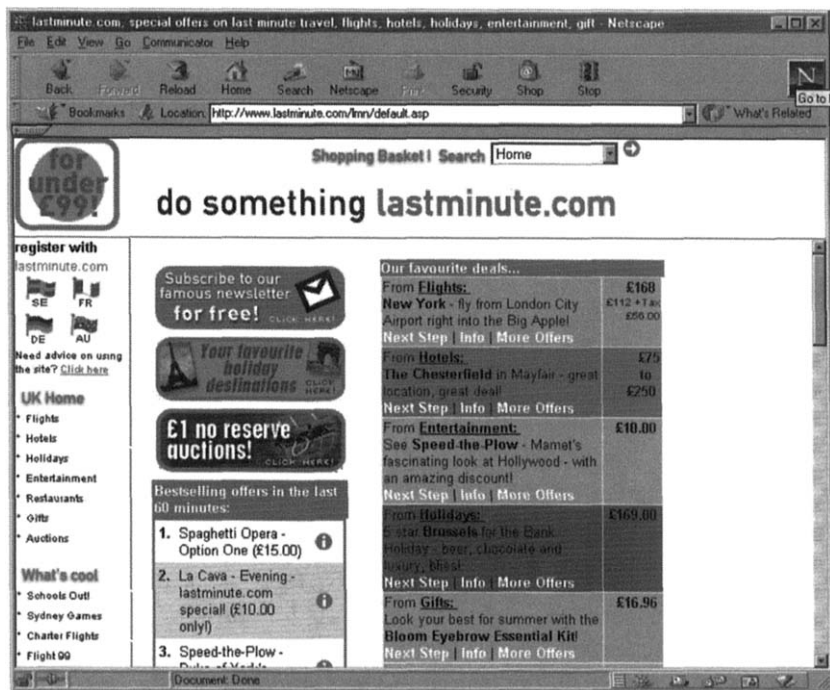 lastminute.com, special offers on last minute travel, flights, hotels, holidays, entertainment, gift - Netscape
File Edit View Go Communicator Help
Back Forward Reload Home Search Netscape Print Security Shop Stop
N
Go to
Bookmarks Location: http://www.lastminute.com/lmn/default.asp What's Related
for
under
£99!
Shopping Basket | Search Home
do something lastminute.com
register with
lastminute.com
SE FR
DE AU
Need advice on using
the site? Click here
UK Home
Flights
Hotels
Holidays
Entertainment
Restaurants
Gifts
Auctions
What's cool
Schools Out!
Sydney Games
Charter Flights
Flight 99
Subscribe to our
famous newsletter
for free! CLICK HERE!
Your favourite
holiday
destinations CLICK
HERE!
£1 no reserve
auctions! CLICK HERE!
Bestselling offers in the last
60 minutes:
1. Spaghetti Opera -
Option One (£15.00)
2. La Cava - Evening -
lastminute.com
special! (£10.00
only!)
3. Speed-the-Plow -
Our favourite deals...
From Flights: £168
New York - fly from London City £112 + Tax
Airport right into the Big Apple! £56.00
Next Step | Info | More Offers
From Hotels: £75
The Chesterfield in Mayfair - great to
location, great deal! £250
Next Step | Info | More Offers
From Entertainment: £10.00
See Speed-the-Plow - Mamet's
fascinating look at Hollywood - with
an amazing discount!
Next Step | Info | More Offers
From Holidays: £169.00
5 star Brussels for the Bank
Holiday - beer, chocolate and
luxury, bliss!
Next Step | Info | More Offers
From Gifts: £16.96
Look your best for summer with the
Bloom Eyebrow Essential Kit!
Next Step | Info | More Offers
Document: Done